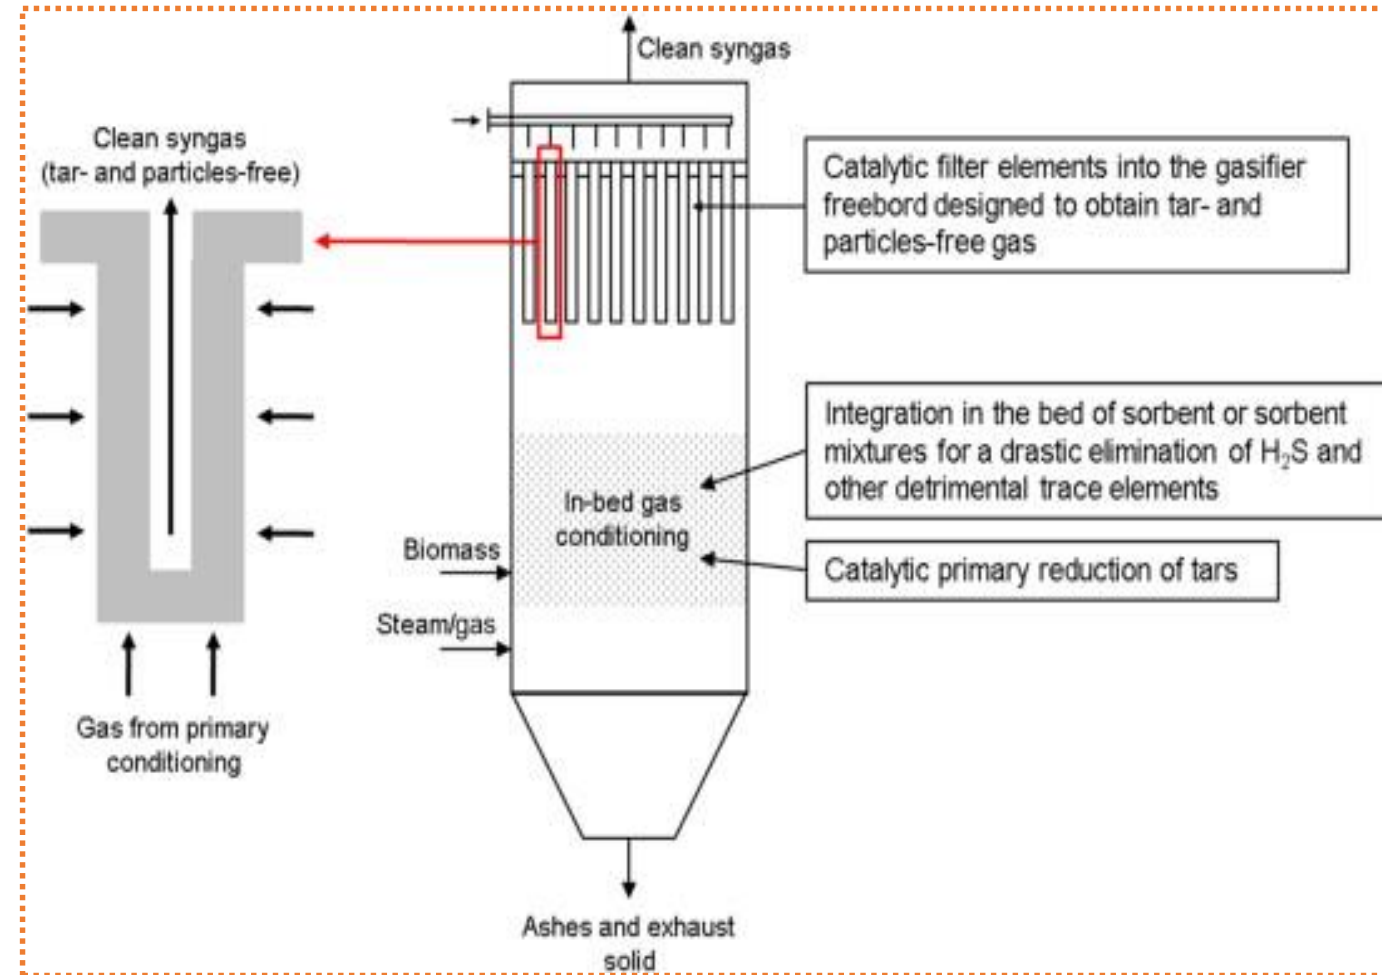 Clean syngas
Clean syngas
(tar- and particles-free)
Catalytic filter elements into the gasifier
freebord designed to obtain tar- and
particles-free gas
Integration in the bed of sorbent or sorbent
mixtures for a drastic elimination of H₂S and
other detrimental trace elements
In-bed gas
conditioning
Biomass
Catalytic primary reduction of tars
Steam/gas
Gas from primary
conditioning
Ashes and exhaust
solid